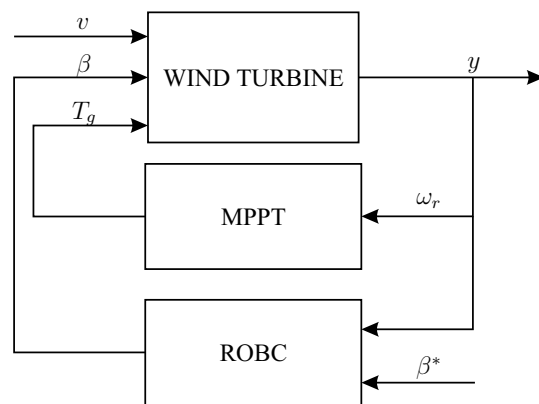 v
β
WIND TURBINE
y
T_g
MPPT
ω_r
ROBC
β*